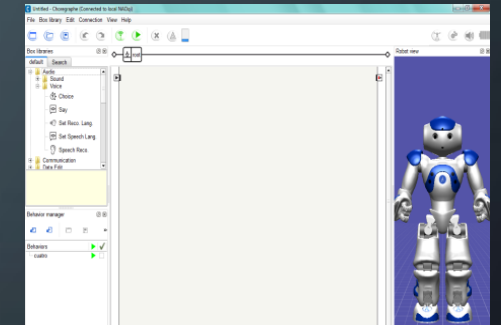 Untitled - Choregraphe (Connected to local NAOqi)
File Box library Edit Connection View Help
Box libraries
Robot view
root
default Search
Audio
Sound
Voice
Choice
Say
Set Reco. Lang.
Set Speech Lang
Speech Reco.
Communication
Data Edit
Behavior manager
Behaviors